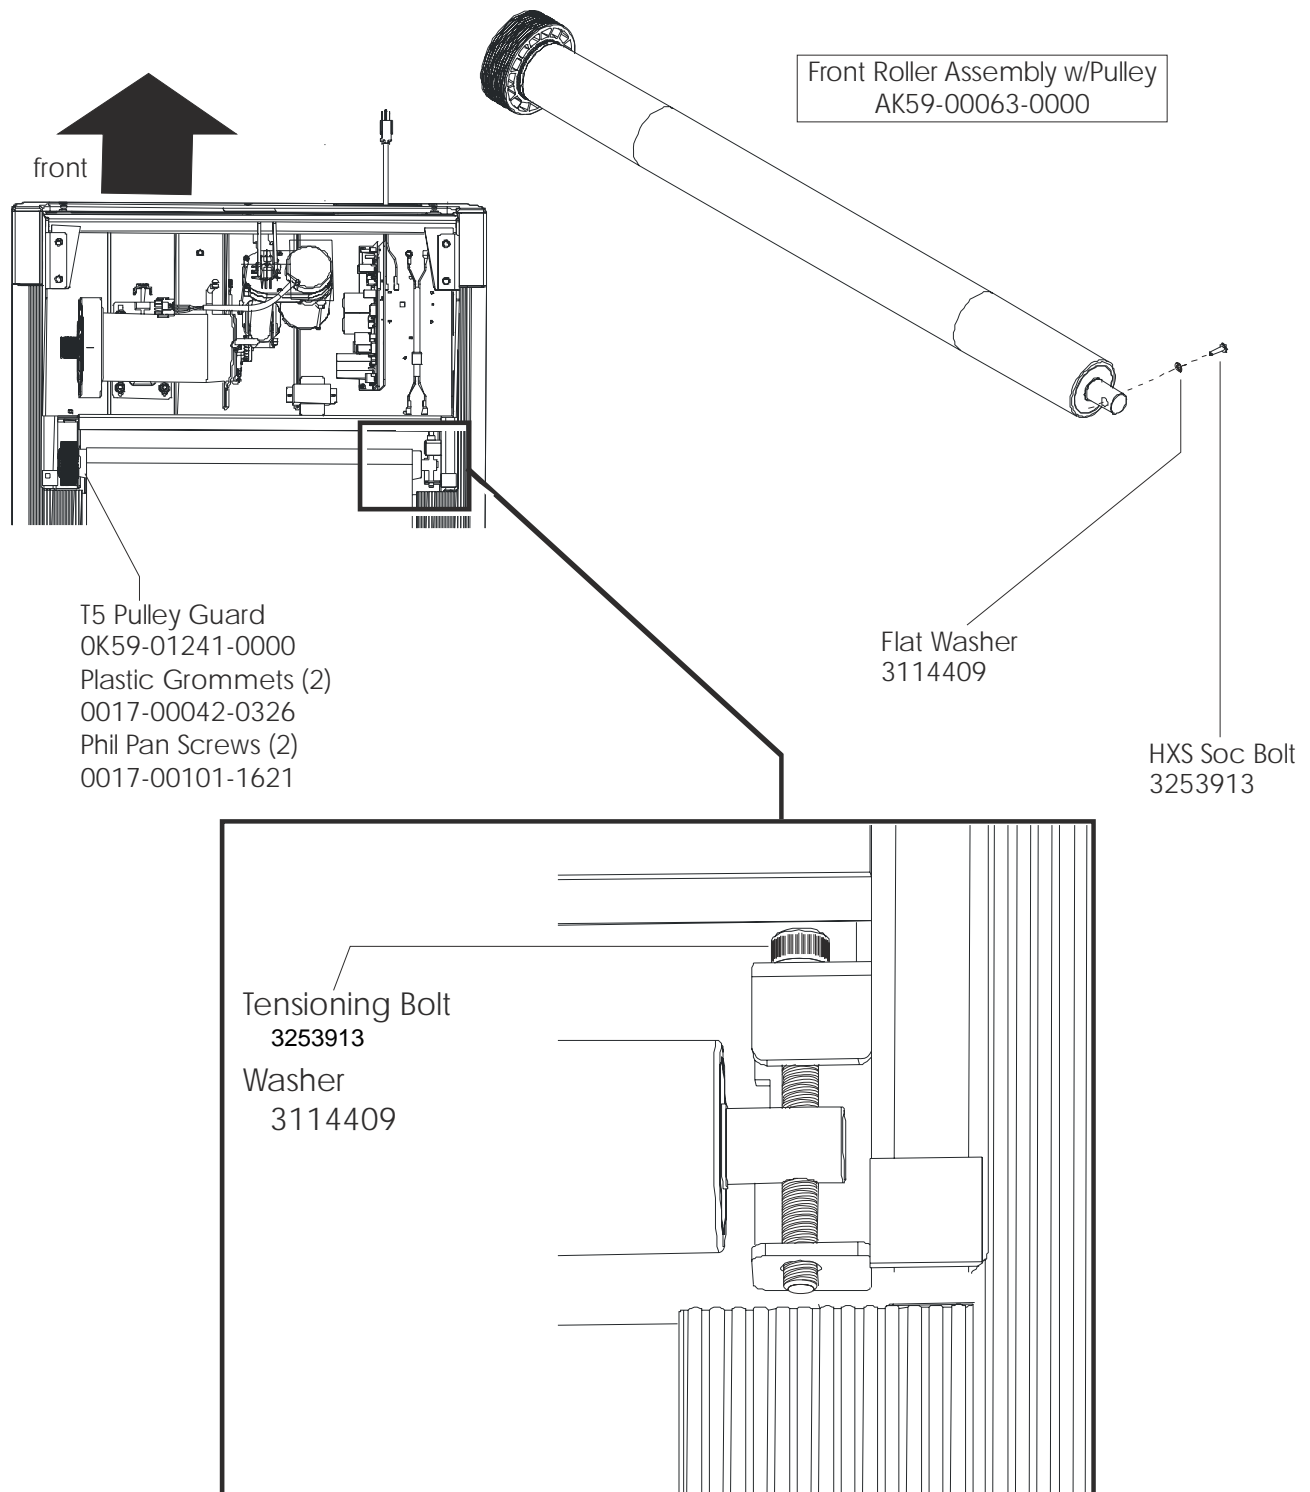 Front Roller Assembly w/Pulley
AK59-00063-0000
front
T5 Pulley Guard
0K59-01241-0000
Plastic Grommets (2)
0017-00042-0326
Phil Pan Screws (2)
0017-00101-1621
Flat Washer
3114409
HXS Soc Bolt
3253913
Tensioning Bolt
3253913
Washer
3114409